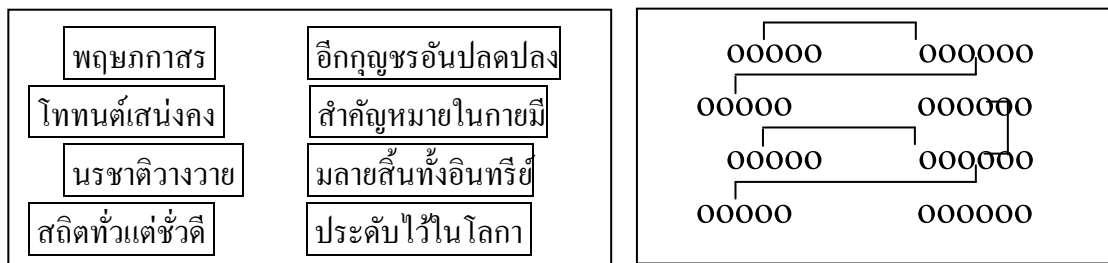 พฤษภกาสร อีกกุญชรอันปลดปลง
โททนต์เสน่งคง สำคัญหมายในกายมี
นรชาติวางวาย มลายสิ้นทั้งอินทรีย์
สถิตทั่วแต่ชั่วดี ประดับไว้ในโลกา
ooooo oooooo
ooooo oooooo
ooooo oooooo
ooooo oooooo